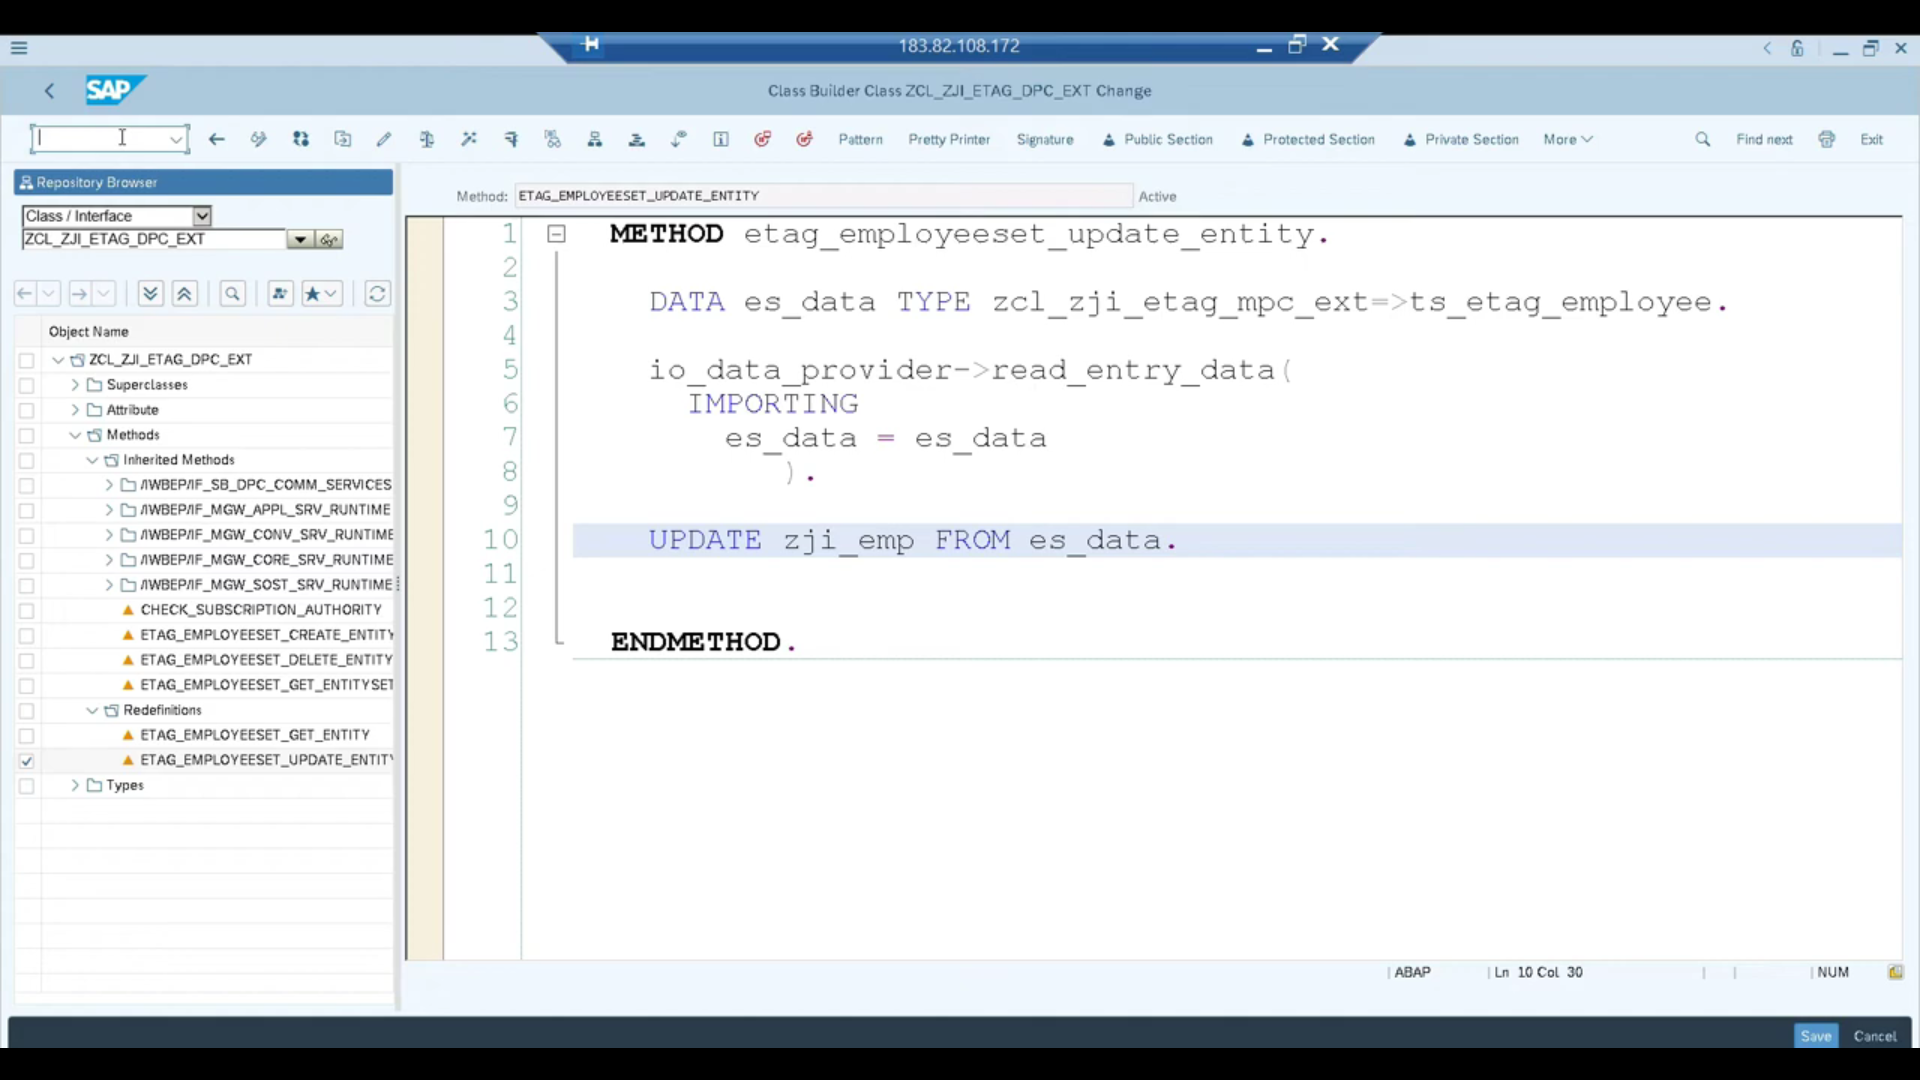 183.82.108.172
SAP
Class Builder Class ZCL_ZJI_ETAG_DPC_EXT Change
Pattern
Pretty Printer
Signature
Public Section
Protected Section
Private Section
More
Find next
Exit
Repository Browser
Class / Interface
ZCL_ZJI_ETAG_DPC_EXT
Object Name
ZCL_ZJI_ETAG_DPC_EXT
Superclasses
Attribute
Methods
Inherited Methods
/IWBEP/IF_SB_DPC_COMM_SERVICES
/IWBEP/IF_MGW_APPL_SRV_RUNTIME
/IWBEP/IF_MGW_CONV_SRV_RUNTIME
/IWBEP/IF_MGW_CORE_SRV_RUNTIME
/IWBEP/IF_MGW_SOST_SRV_RUNTIME
CHECK_SUBSCRIPTION_AUTHORITY
ETAG_EMPLOYEESET_CREATE_ENTITY
ETAG_EMPLOYEESET_DELETE_ENTITY
ETAG_EMPLOYEESET_GET_ENTITYSET
Redefinitions
ETAG_EMPLOYEESET_GET_ENTITY
ETAG_EMPLOYEESET_UPDATE_ENTITY
Types
Method: ETAG_EMPLOYEESET_UPDATE_ENTITY Active
1 METHOD etag_employeeset_update_entity.
2
3 DATA es_data TYPE zcl_zji_etag_mpc_ext=>ts_etag_employee.
4
5 io_data_provider->read_entry_data(
6 IMPORTING
7 es_data = es_data
8 ).
9
10 UPDATE zji_emp FROM es_data.
11
12
13 ENDMETHOD.
ABAP
Ln 10 Col 30
NUM
Save
Cancel